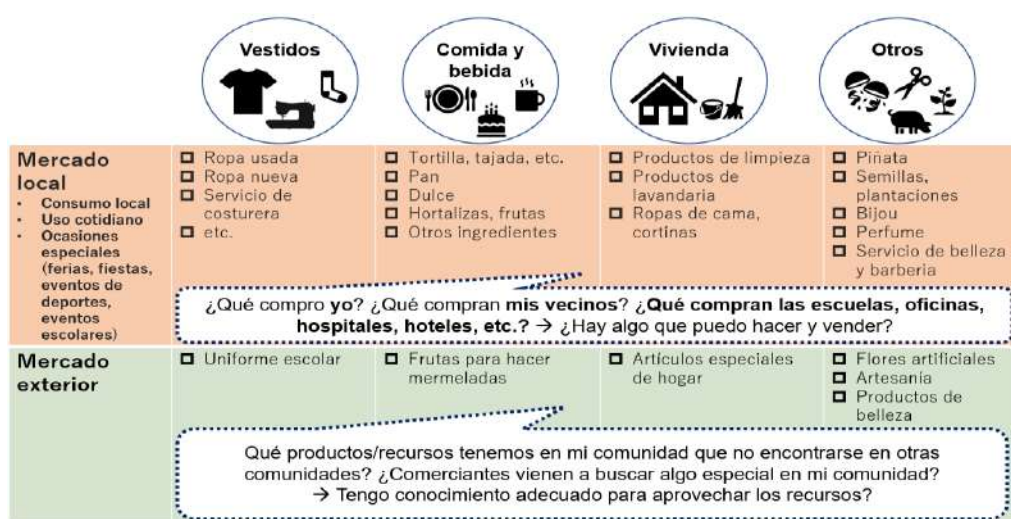 Vestidos
Comida y
bebida
Vivienda
Otros
Mercado
local
• Consumo local
• Uso cotidiano
• Ocasiones
especiales
(ferias, fiestas,
eventos de
deportes,
eventos
escolares)
Ropa usada
Ropa nueva
Servicio de
costurera
etc.
Tortilla, tajada, etc.
Pan
Dulce
Hortalizas, frutas
Otros ingredientes
Productos de limpieza
Productos de
lavandaria
Ropas de cama,
cortinas
Piñata
Semillas,
plantaciones
Bijou
Perfume
Servicio de belleza
y barberia
¿Qué compro yo? ¿Qué compran mis vecinos? ¿Qué compran las escuelas, oficinas,
hospitales, hoteles, etc.? → ¿Hay algo que puedo hacer y vender?
Mercado
exterior
Uniforme escolar
Frutas para hacer
mermeladas
Artículos especiales
de hogar
Flores artificiales
Artesanía
Productos de
belleza
Qué productos/recursos tenemos en mi comunidad que no encontrarse en otras
comunidades? ¿Comerciantes vienen a buscar algo especial en mi comunidad?
→ Tengo conocimiento adecuado para aprovechar los recursos?